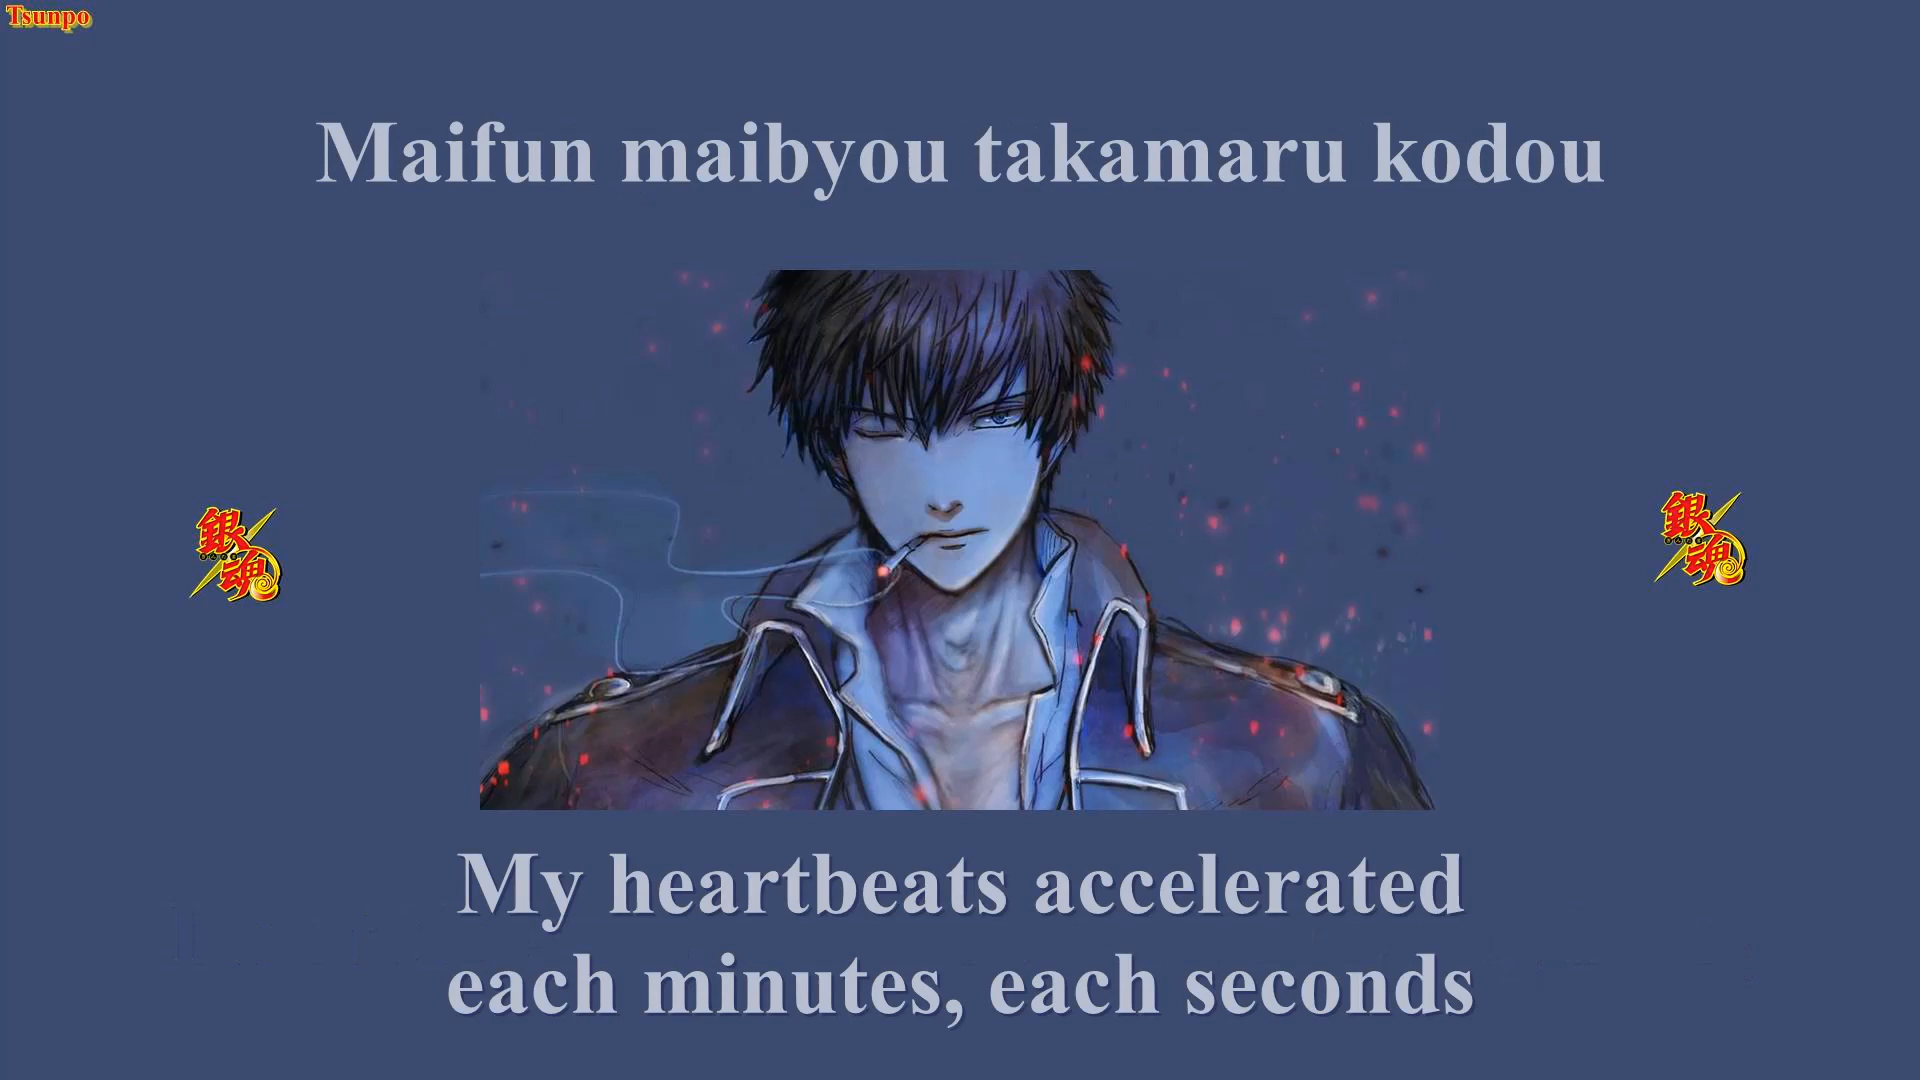 Tsunpo
Maifun maibyou takamaru kodou
銀魂
銀魂
My heartbeats accelerated
each minutes, each seconds